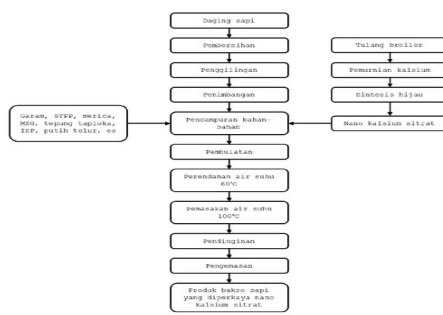 Daging sapi
Pembersihan
Penggilingan
Penimbangan
Tulang broiler
Pemurnian kalsium
Sintesis hijau
Nano kalsium sitrat
Garam, STPP, merica,
MSG, tepung tapioka,
ISP, putih telur, es
Pencampuran bahan-
bahan
Pembulatan
Perendaman air suhu
60°C
Pemasakan air suhu
100°C
Pendinginan
Pengemasan
Produk bakso sapi
yang diperkaya nano
kalsium sitrat